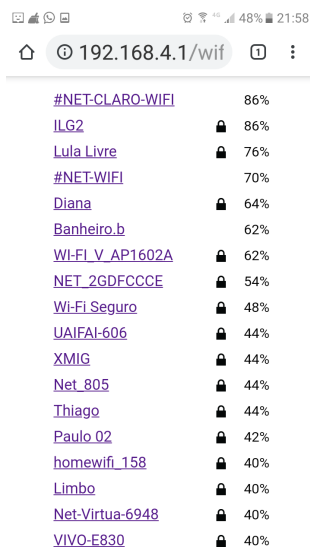 4G 48% 21:58
192.168.4.1/wif 1
#NET-CLARO-WIFI 86%
ILG2 86%
Lula Livre 76%
#NET-WIFI 70%
Diana 64%
Banheiro.b 62%
WI-FI_V_AP1602A 62%
NET_2GDFCCCE 54%
Wi-Fi Seguro 48%
UAIFAI-606 44%
XMIG 44%
Net_805 44%
Thiago 44%
Paulo 02 42%
homewifi_158 40%
Limbo 40%
Net-Virtua-6948 40%
VIVO-E830 40%